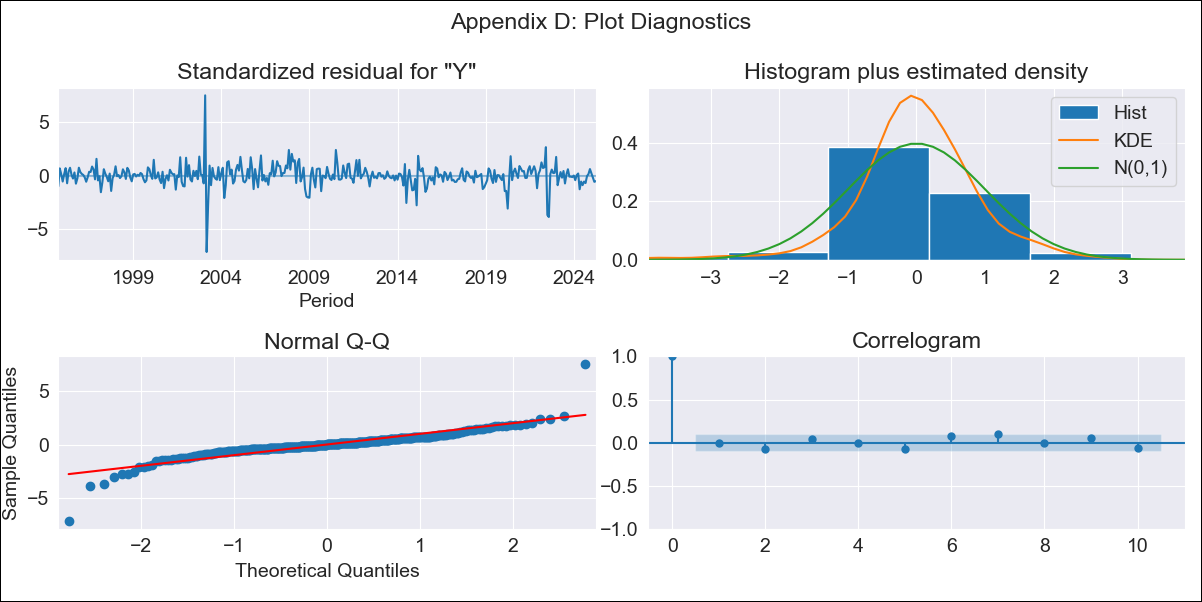 Appendix D: Plot Diagnostics
Standardized residual for "Y"
5
0
−5
1999 2004 2009 2014 2019 2024
Period
Histogram plus estimated density
Hist
KDE
N(0,1)
0.4
0.2
0.0
−3 −2 −1 0 1 2 3
Normal Q-Q
Sample Quantiles
5
0
−5
−2 −1 0 1 2
Theoretical Quantiles
Correlogram
1.0
0.5
0.0
−0.5
−1.0
0 2 4 6 8 10